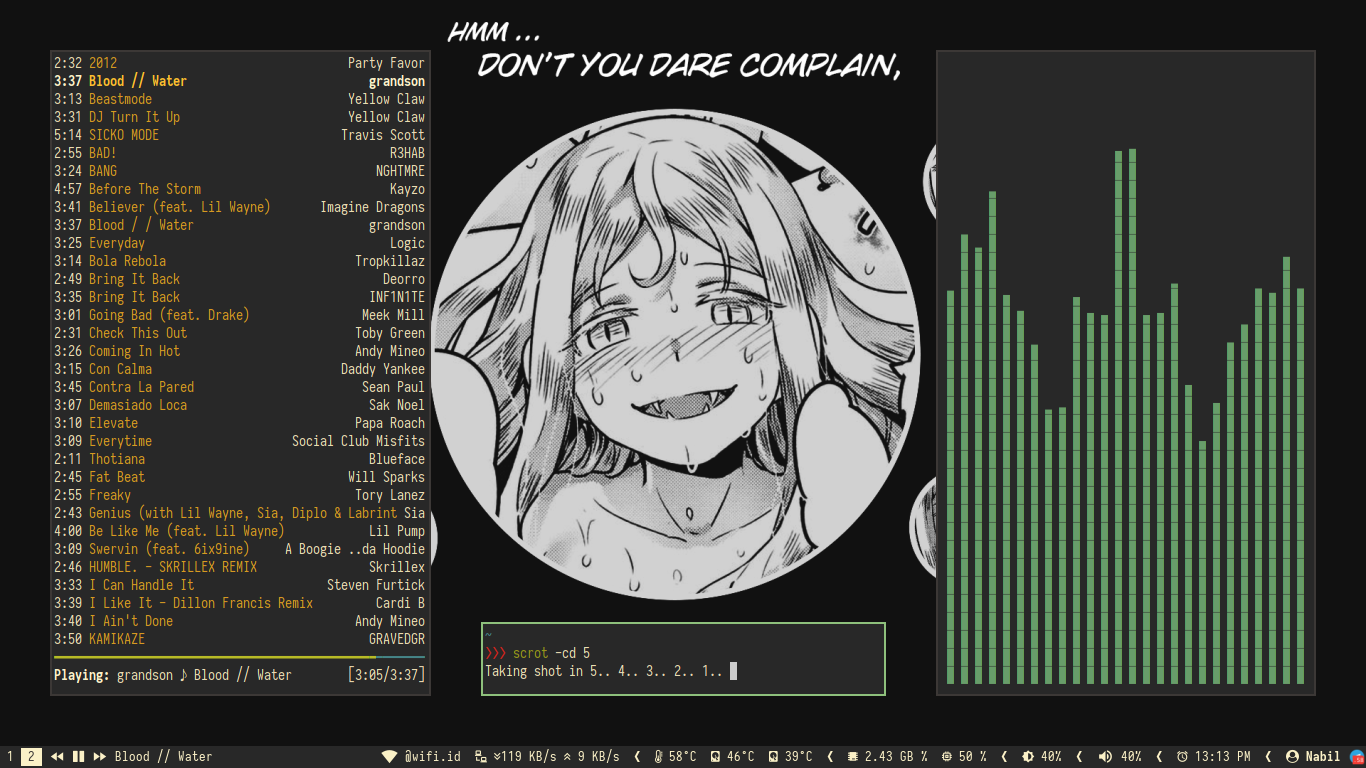 HMM ...
DON'T YOU DARE COMPLAIN,
2:32 2012 Party Favor
3:37 Blood // Water grandson
3:13 Beastmode Yellow Claw
3:31 DJ Turn It Up Yellow Claw
5:14 SICKO MODE Travis Scott
2:55 BAD! R3HAB
3:24 BANG NGHTMRE
4:57 Before The Storm Kayzo
3:41 Believer (feat. Lil Wayne) Imagine Dragons
3:37 Blood / / Water grandson
3:25 Everyday Logic
3:14 Bola Rebola Tropkillaz
2:49 Bring It Back Deorro
3:35 Bring It Back INF1N1TE
3:01 Going Bad (feat. Drake) Meek Mill
2:31 Check This Out Toby Green
3:26 Coming In Hot Andy Mineo
3:15 Con Calma Daddy Yankee
3:45 Contra La Pared Sean Paul
3:07 Demasiado Loca Sak Noel
3:10 Elevate Papa Roach
3:09 Everytime Social Club Misfits
2:11 Thotiana Blueface
2:45 Fat Beat Will Sparks
2:55 Freaky Tory Lanez
2:43 Genius (with Lil Wayne, Sia, Diplo & Labrint Sia
4:00 Be Like Me (feat. Lil Wayne) Lil Pump
3:09 Swervin (feat. 6ix9ine) A Boogie ..da Hoodie
2:46 HUMBLE. - SKRILLEX REMIX Skrillex
3:33 I Can Handle It Steven Furtick
3:39 I Like It - Dillon Francis Remix Cardi B
3:40 I Ain't Done Andy Mineo
3:50 KAMIKAZE GRAVEDGR
Playing: grandson ♪ Blood // Water [3:05/3:37]
~
>>> scrot -cd 5
Taking shot in 5.. 4.. 3.. 2.. 1..
1 2 Blood // Water @wifi.id 119 KB/s 9 KB/s 58°C 46°C 39°C 2.43 GB % 50 % 40% 40% 13:13 PM Nabil